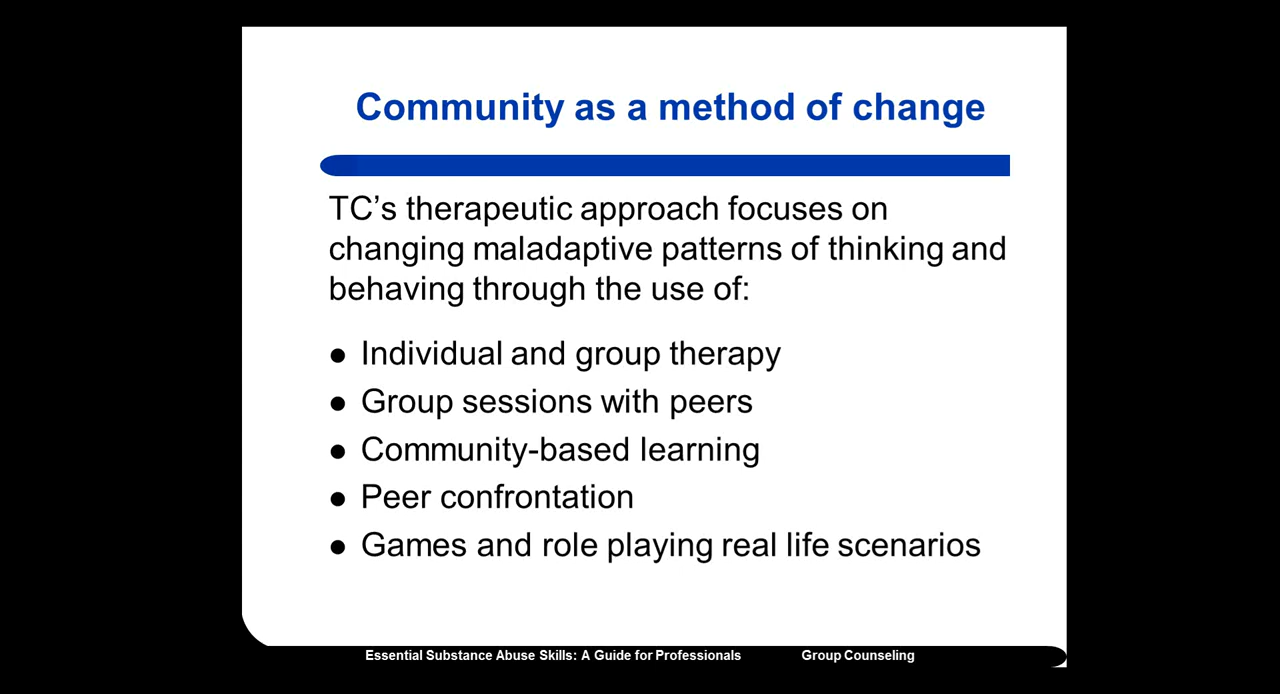 Community as a method of change
TC’s therapeutic approach focuses on
changing maladaptive patterns of thinking and
behaving through the use of:
● Individual and group therapy
● Group sessions with peers
● Community-based learning
● Peer confrontation
● Games and role playing real life scenarios
Essential Substance Abuse Skills: A Guide for Professionals Group Counseling